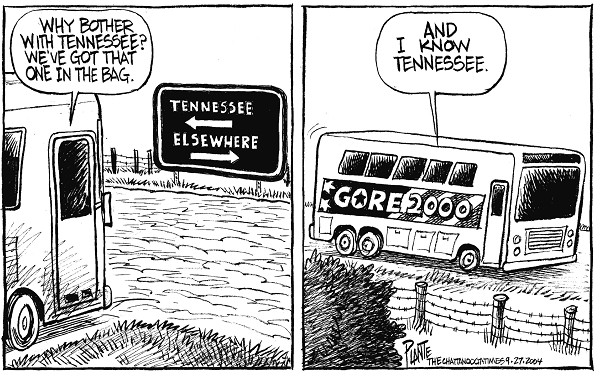 WHY BOTHER
WITH TENNESSEE?
WE'VE GOT THAT
ONE IN THE BAG.
TENNESSEE
ELSEWHERE
AND
I KNOW
TENNESSEE.
GORE 2000
PLANTE
THE CHATTANOOGA TIMES 9-27-2004